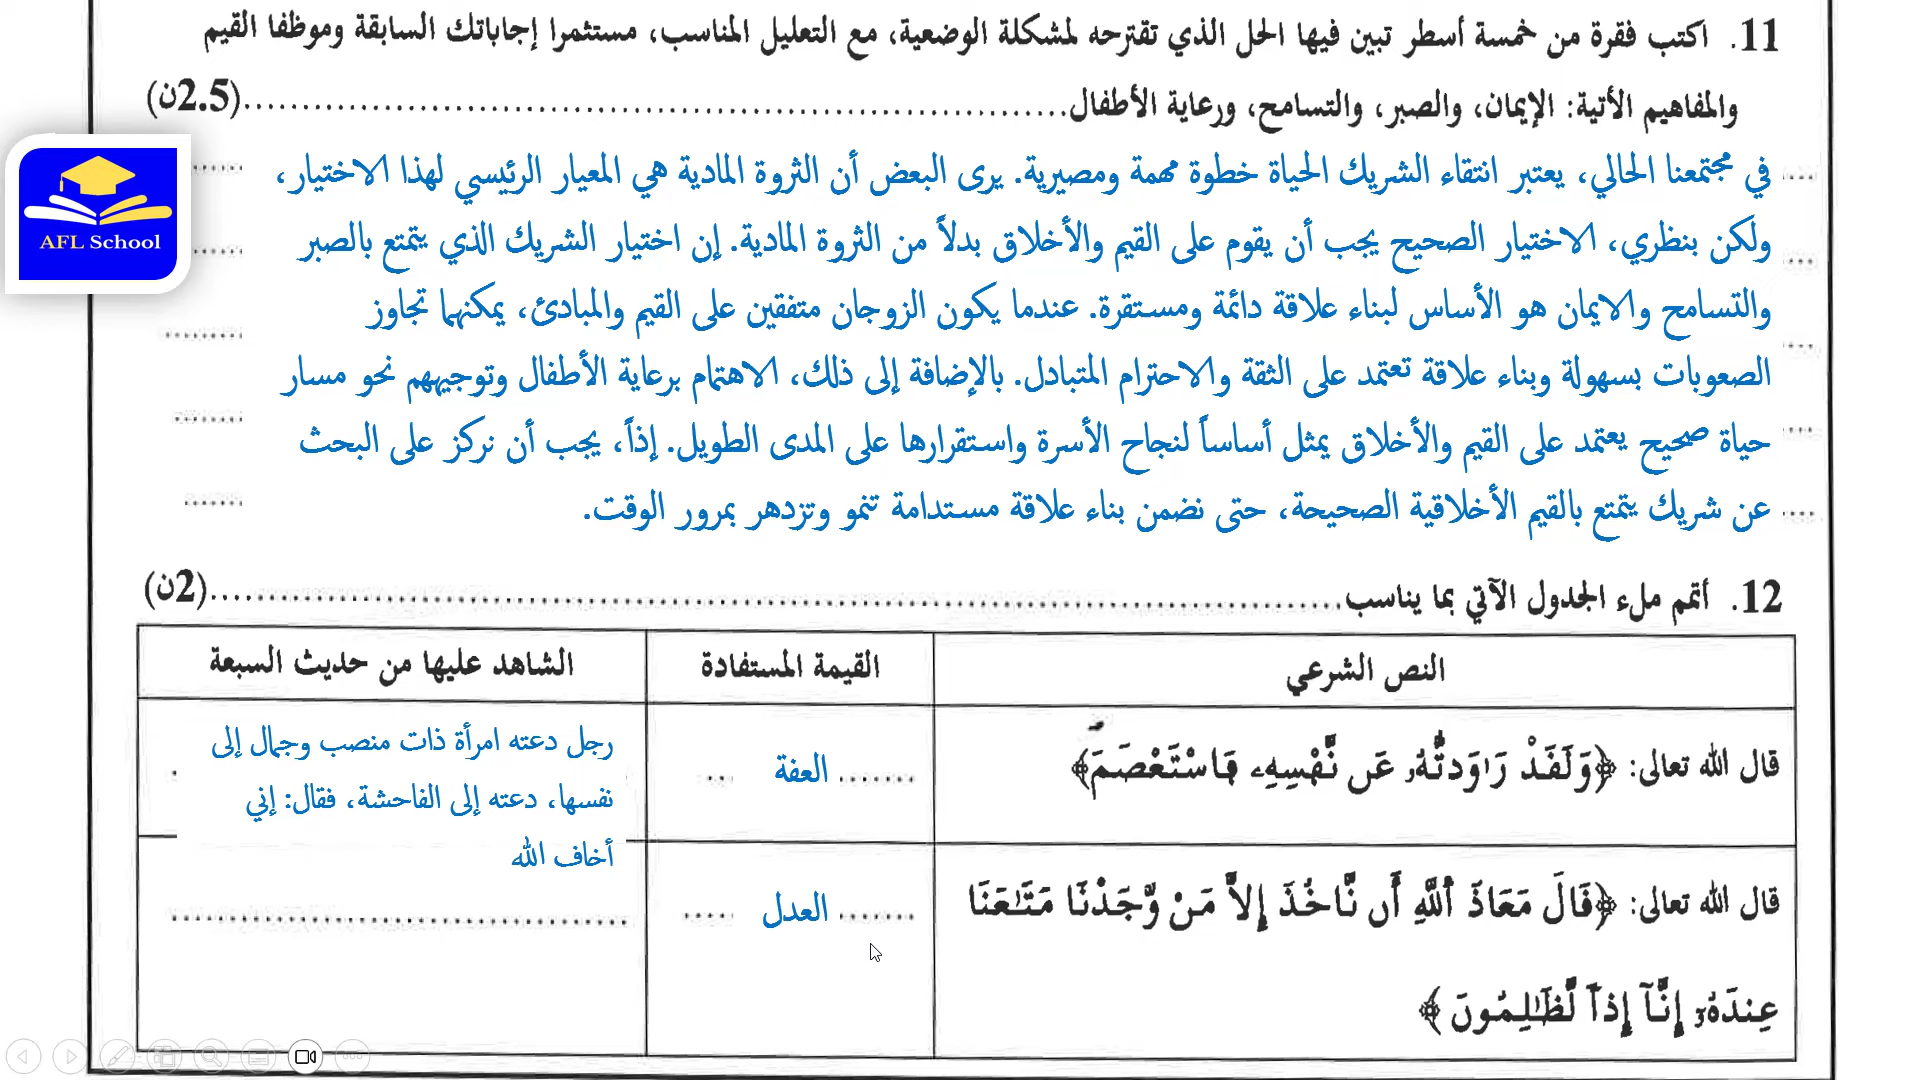 11. اكتب فقرة من خمسة أسطر تبين فيها الحل الذي تقترحه لمشكلة الوضعية، مع التعليل المناسب، مستثمرا إجاباتك السابقة وموظفا القيم
والمفاهيم الأتية: الإيمان، والصبر، والتسامح، ورعاية الأطفال................(2.5ن)
AFL School
في مجتمعنا الحالي، يعتبر انتقاء الشريك الحياة خطوة مهمة ومصيرية. يرى البعض أن الثروة المادية هي المعيار الرئيسي لهذا الاختيار،
ولكن بنظري، الاختيار الصحيح يجب أن يقوم على القيم والأخلاق بدلاً من الثروة المادية. إن اختيار الشريك الذي يتمتع بالصبر
والتسامح والايمان هو الأساس لبناء علاقة دائمة ومستقرة. عندما يكون الزوجان متفقين على القيم والمبادئ، يمكنهما تجاوز
الصعوبات بسهولة وبناء علاقة تعتمد على الثقة والاحترام المتبادل. بالإضافة إلى ذلك، الاهتمام برعاية الأطفال وتوجيههم نحو مسار
حياة صحيح يعتمد على القيم والأخلاق يمثل أساساً لنجاح الأسرة واستقرارها على المدى الطويل. إذاً، يجب أن نركز على البحث
عن شريك يتمتع بالقيم الأخلاقية الصحيحة، حتى نضمن بناء علاقة مستدامة تنمو وتزدهر بمرور الوقت.
12. أتمم ملء الجدول الآتي بما يناسب................(2ن)
النص الشرعي	القيمة المستفادة	الشاهد عليها من حديث السبعة
قال الله تعالى: ﴿وَلَقَدْ رَٰوَدتُّهُۥ عَن نَّفْسِهِۦ فَاسْتَعْصَمَ﴾
العفة
رجل دعته امرأة ذات منصب وجمال إلى
نفسها، دعته إلى الفاحشة، فقال: إني
أخاف الله
قال الله تعالى: ﴿قَالَ مَعَاذَ ٱللَّهِ أَن نَّاخُذَ إِلاَّ مَنْ وَّجَدْنَا مَتَٰعَنَا
عِندَهُۥٓ إِنَّآ إِذاٗ لَّظَٰلِمُونَ﴾
العدل